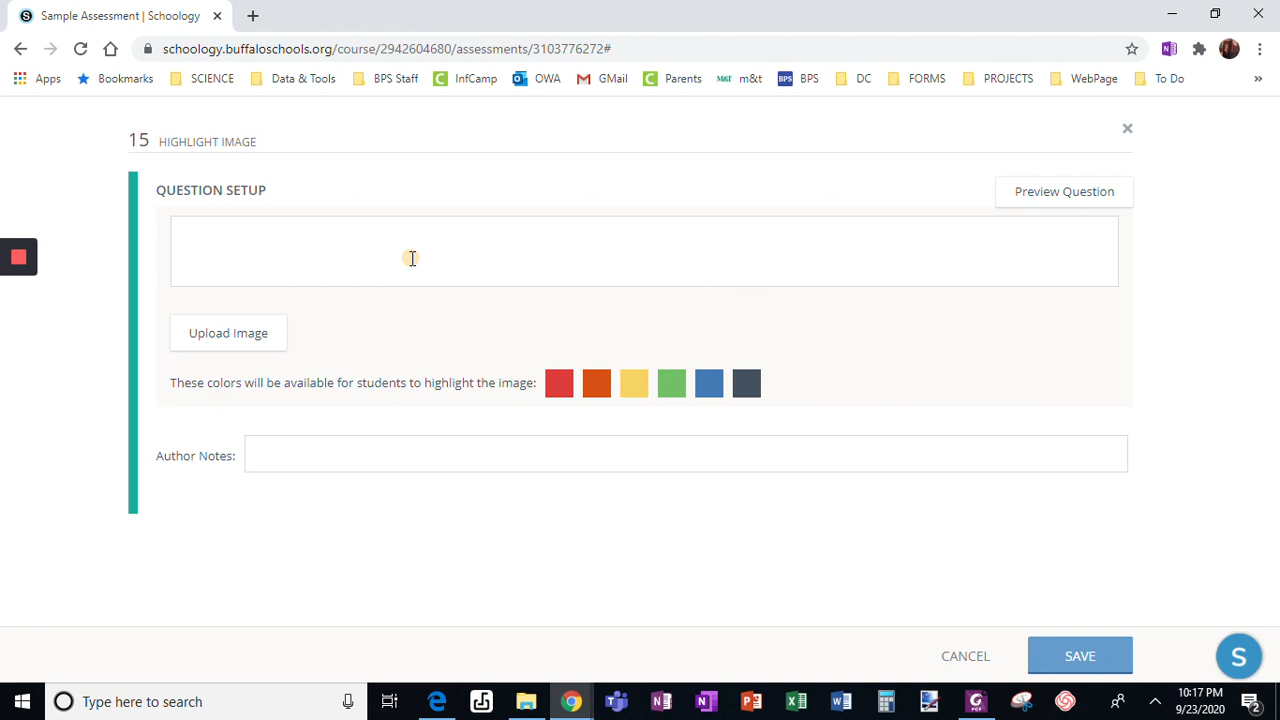 Sample Assessment | Schoology
schoology.buffaloschools.org/course/2942604680/assessments/3103776272#
Apps Bookmarks SCIENCE Data & Tools BPS Staff InfCamp OWA GMail Parents M&T m&t BPS BPS DC FORMS PROJECTS WebPage To Do »
15 HIGHLIGHT IMAGE
QUESTION SETUP
Preview Question
Upload Image
These colors will be available for students to highlight the image:
Author Notes:
CANCEL SAVE S
Type here to search
10:17 PM
9/23/2020
2